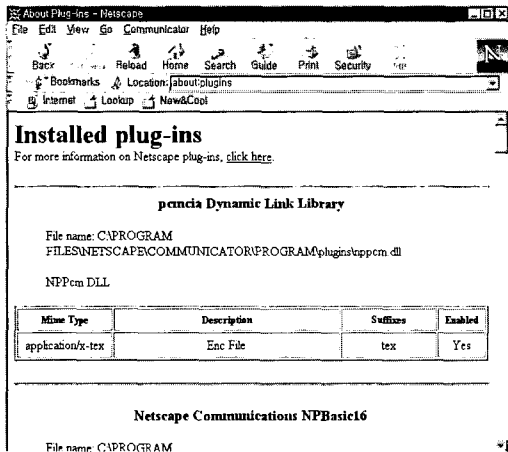 About Plug-ins - Netscape
File Edit View Go Communicator Help
Back Reload Home Search Guide Print Security
Bookmarks Location: about:plugins
Internet Lookup New&Cool
Installed plug-ins
For more information on Netscape plug-ins, click here.
pcmcia Dynamic Link Library
File name: C:\PROGRAM
FILES\NETSCAPE\COMMUNICATOR\PROGRAM\plugins\nppcm.dll
NPPcm DLL
Mime Type Description Suffixes Enabled
application/x-tex Enc File tex Yes
Netscape Communications NPBasic16
File name: C:\PROGRAM